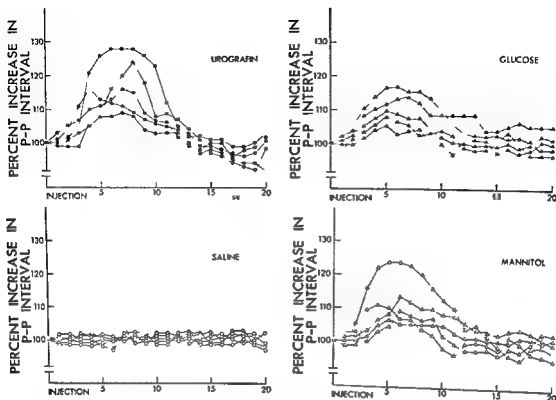 PERCENT INCREASE IN
P-P INTERVAL
130
120
110
100
UROGRAFIN
INJECTION 5 10 20
PERCENT INCREASE IN
P-P INTERVAL
130
120
110
100
GLUCOSE
INJECTION 5 10 20
PERCENT INCREASE IN
P-P INTERVAL
130
120
110
100
SALINE
INJECTION 5 10 15 20
PERCENT INCREASE IN
P-P INTERVAL
130
120
110
100
MANNITOL
INJECTION 5 10 15 20